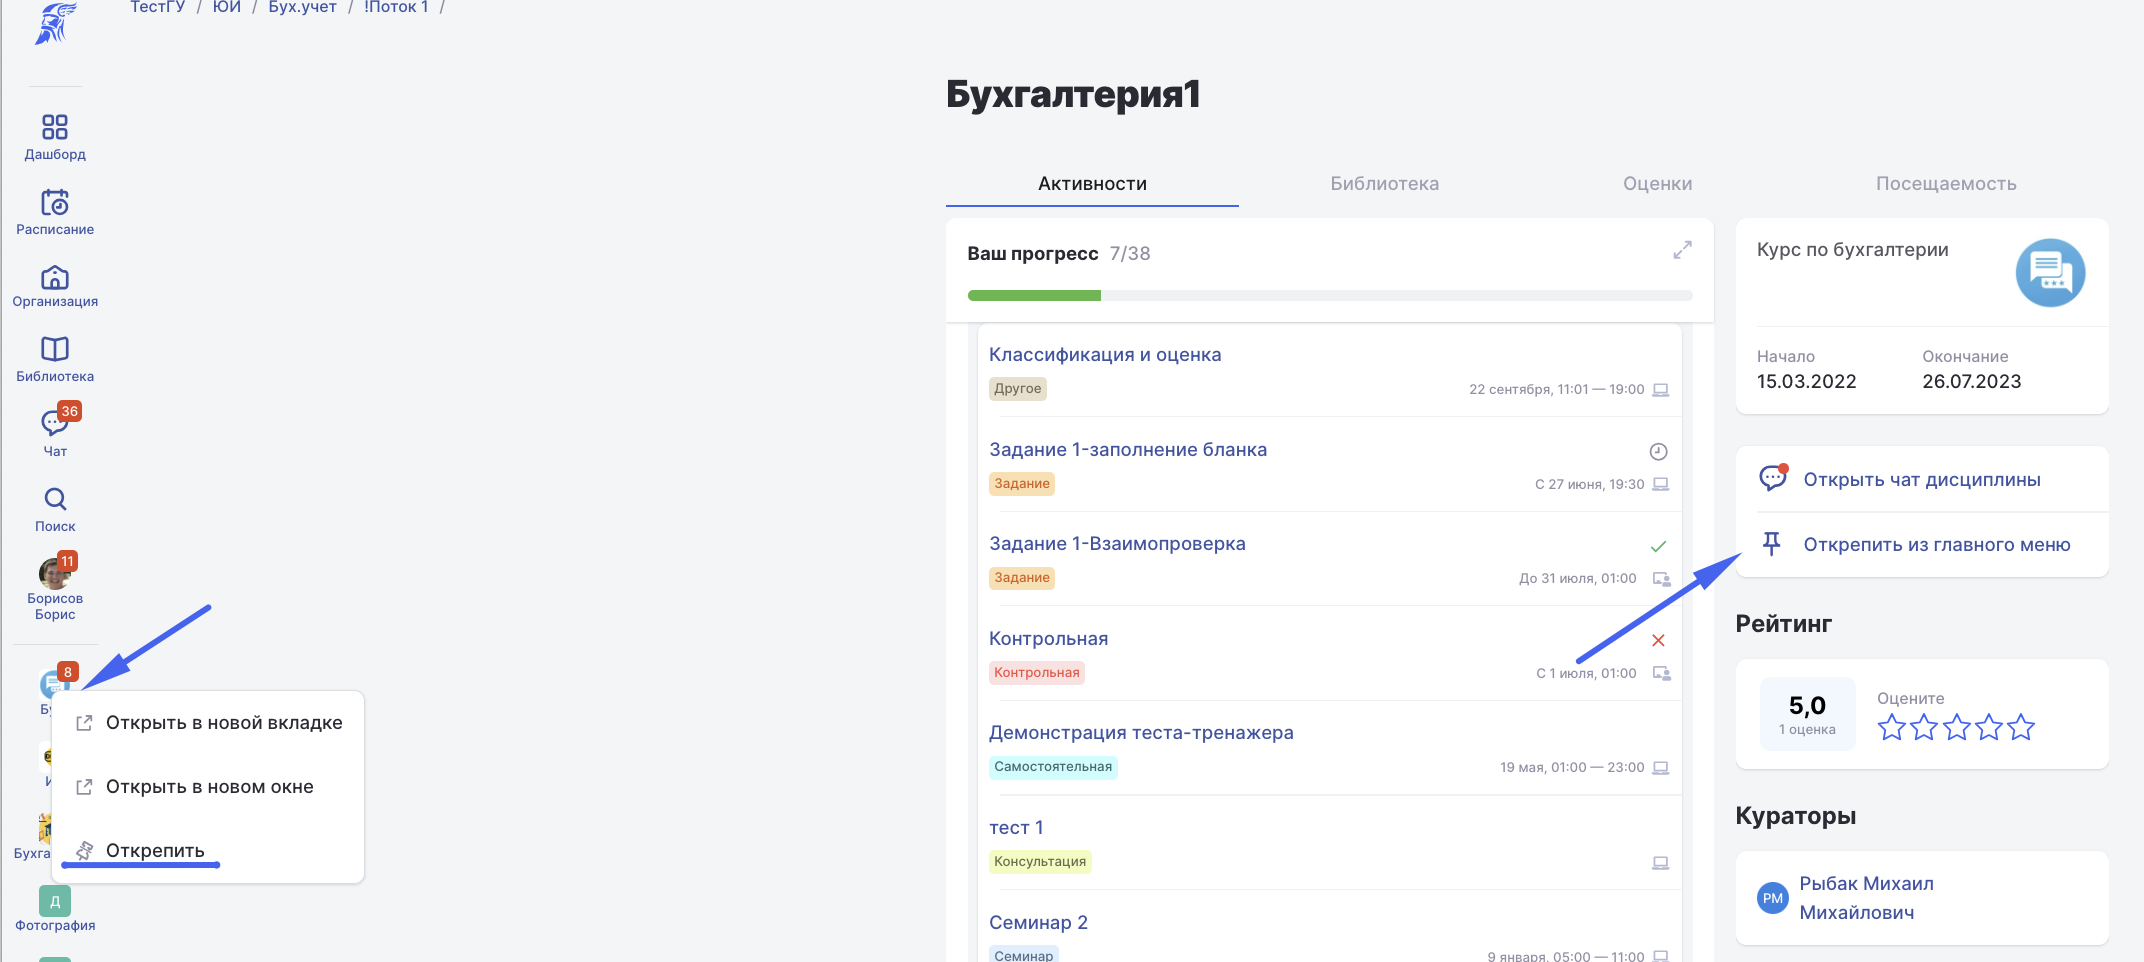 ТестГУ / ЮИ / Бух.учет / !Поток 1 /
Дашборд
Расписание
Организация
Библиотека
36
Чат
Поиск
11
Борисов
Борис
8
Открыть в новой вкладке
Открыть в новом окне
Открепить
Д
Фотография
Бухгалтерия1
Активности
Библиотека
Оценки
Посещаемость
Ваш прогресс 7/38
Классификация и оценка
Другое
22 сентября, 11:01 — 19:00
Задание 1-заполнение бланка
Задание
С 27 июня, 19:30
Задание 1-Взаимопроверка
Задание
До 31 июля, 01:00
Контрольная
Контрольная
С 1 июля, 01:00
Демонстрация теста-тренажера
Самостоятельная
19 мая, 01:00 — 23:00
тест 1
Консультация
Семинар 2
Семинар
9 января, 05:00 — 11:00
Курс по бухгалтерии
Начало
Окончание
15.03.2022
26.07.2023
Открыть чат дисциплины
Открепить из главного меню
Рейтинг
5,0
1 оценка
Оцените
Кураторы
РМ
Рыбак Михаил
Михайлович